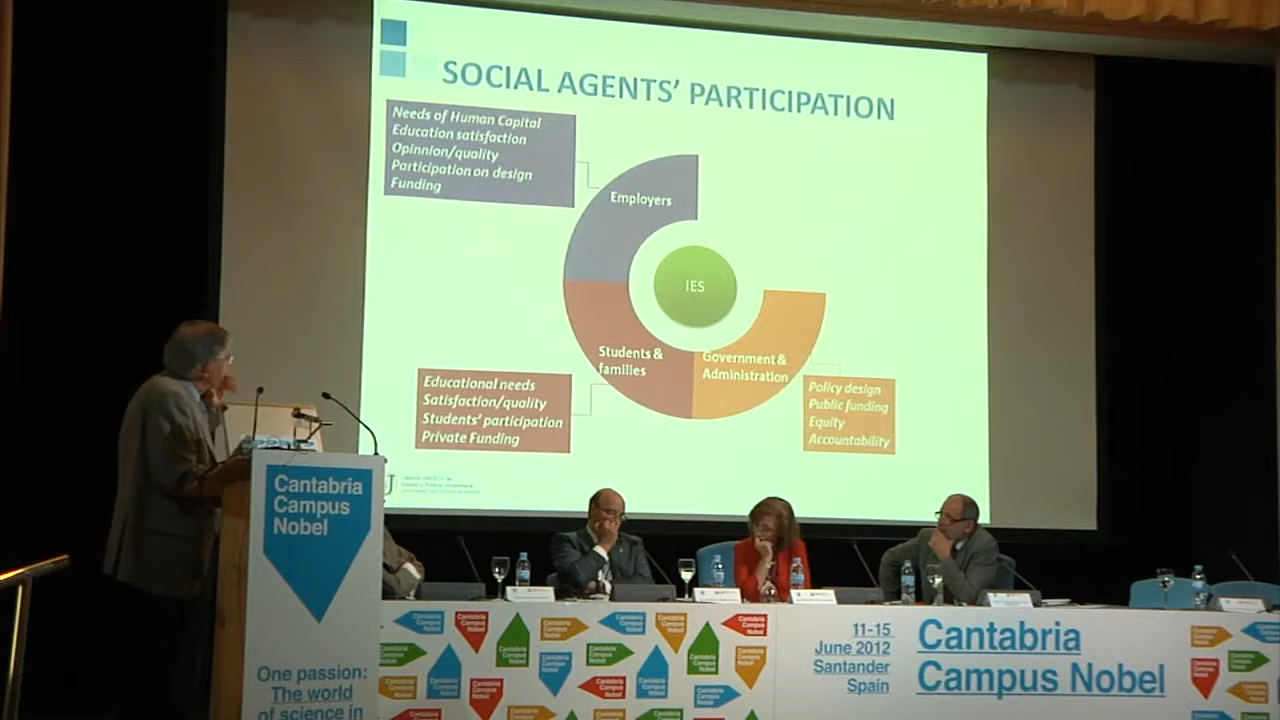 SOCIAL AGENTS' PARTICIPATION
Needs of Human Capital
Education satisfaction
Opinnion/quality
Participation on design
Funding
Employers
IES
Students &
families
Government &
Administration
Educational needs
Satisfaction/quality
Students' participation
Private Funding
Policy design
Public funding
Equity
Accountability
Cantabria
Campus
Nobel
One passion:
The world
of science in
11-15
June 2012
Santander
Spain
Cantabria
Campus Nobel